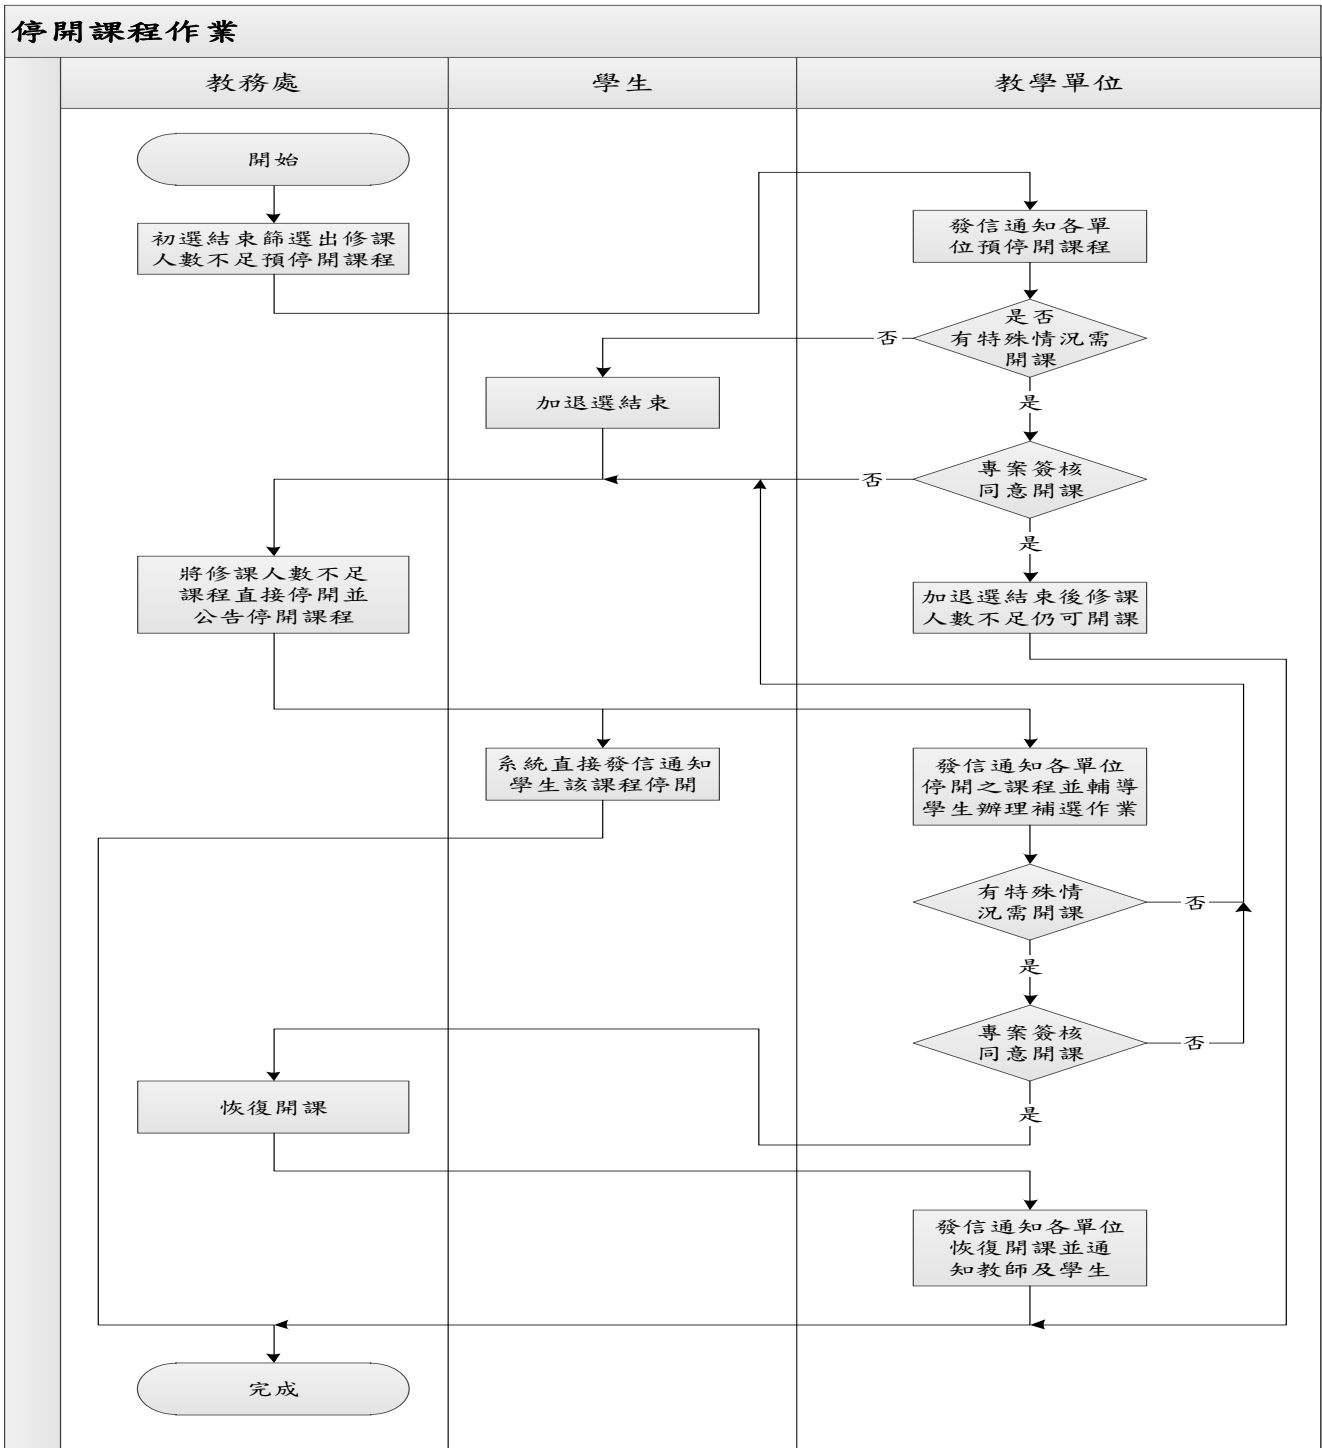 停開課程作業
教務處
學生
教學單位
開始
初選結束篩選出修課
人數不足預停開課程
發信通知各單
位預停開課程
是否
有特殊情況需
開課
否
是
加退選結束
專案簽核
同意開課
否
是
將修課人數不足
課程直接停開並
公告停開課程
加退選結束後修課
人數不足仍可開課
系統直接發信通知
學生該課程停開
發信通知各單位
停開之課程並輔導
學生辦理補選作業
有特殊情
況需開課
否
是
專案簽核
同意開課
否
是
恢復開課
發信通知各單位
恢復開課並通
知教師及學生
完成